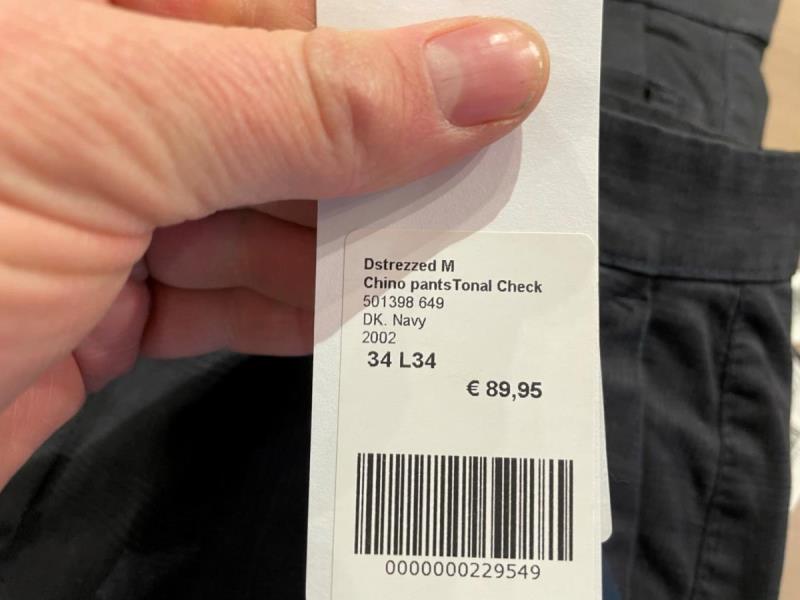 Dstrezzed M
Chino pantsTonal Check
501398 649
DK. Navy
2002
34 L34
€ 89,95
0000000229549